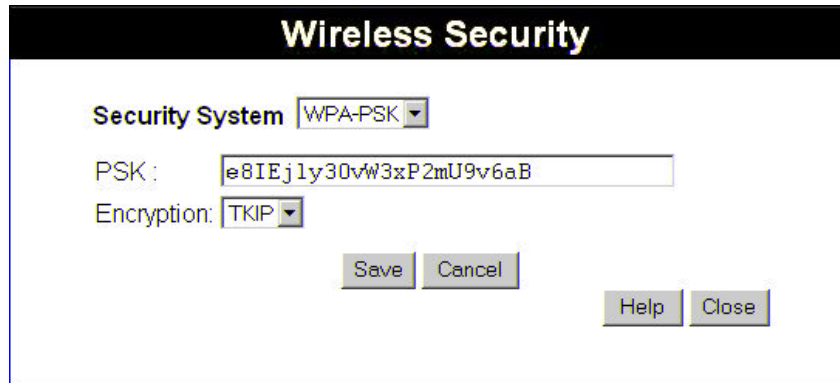 Wireless Security
Security System WPA-PSK
PSK : e8IEjly30vW3xP2mU9v6aB
Encryption: TKIP
Save Cancel
Help Close